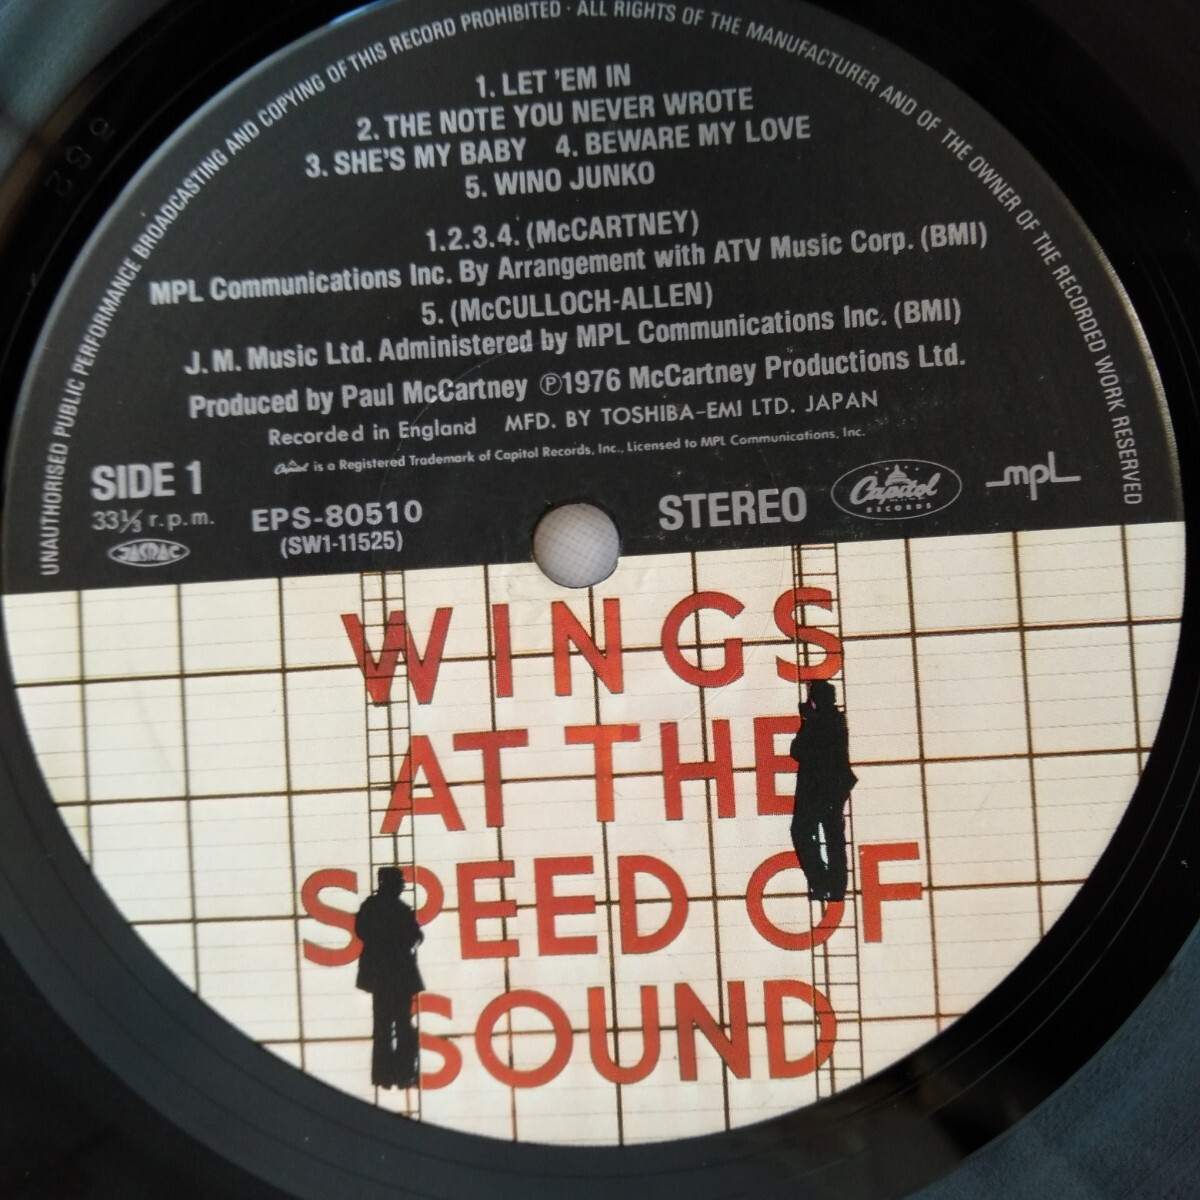 UNAUTHORISED PUBLIC PERFORMANCE BROADCASTING AND COPYING OF THIS RECORD PROHIBITED · ALL RIGHTS OF THE MANUFACTURER AND OF THE OWNER OF THE RECORDED WORK RESERVED
1. LET 'EM IN
2. THE NOTE YOU NEVER WROTE
3. SHE'S MY BABY 4. BEWARE MY LOVE
5. WINO JUNKO
1.2.3.4. (McCARTNEY)
MPL Communications Inc. By Arrangement with ATV Music Corp. (BMI)
5. (McCULLOCH-ALLEN)
J.M. Music Ltd. Administered by MPL Communications Inc. (BMI)
Produced by Paul McCartney ℗1976 McCartney Productions Ltd.
Recorded in England MFD. BY TOSHIBA-EMI LTD. JAPAN
Capitol is a Registered Trademark of Capitol Records, Inc., Licensed to MPL Communications, Inc.
SIDE 1
33⅓ r.p.m.
JASRAC
EPS-80510
(SW1-11525)
STEREO
Capitol
RECORDS
mpl
WINGS
AT THE
SPEED OF
SOUND